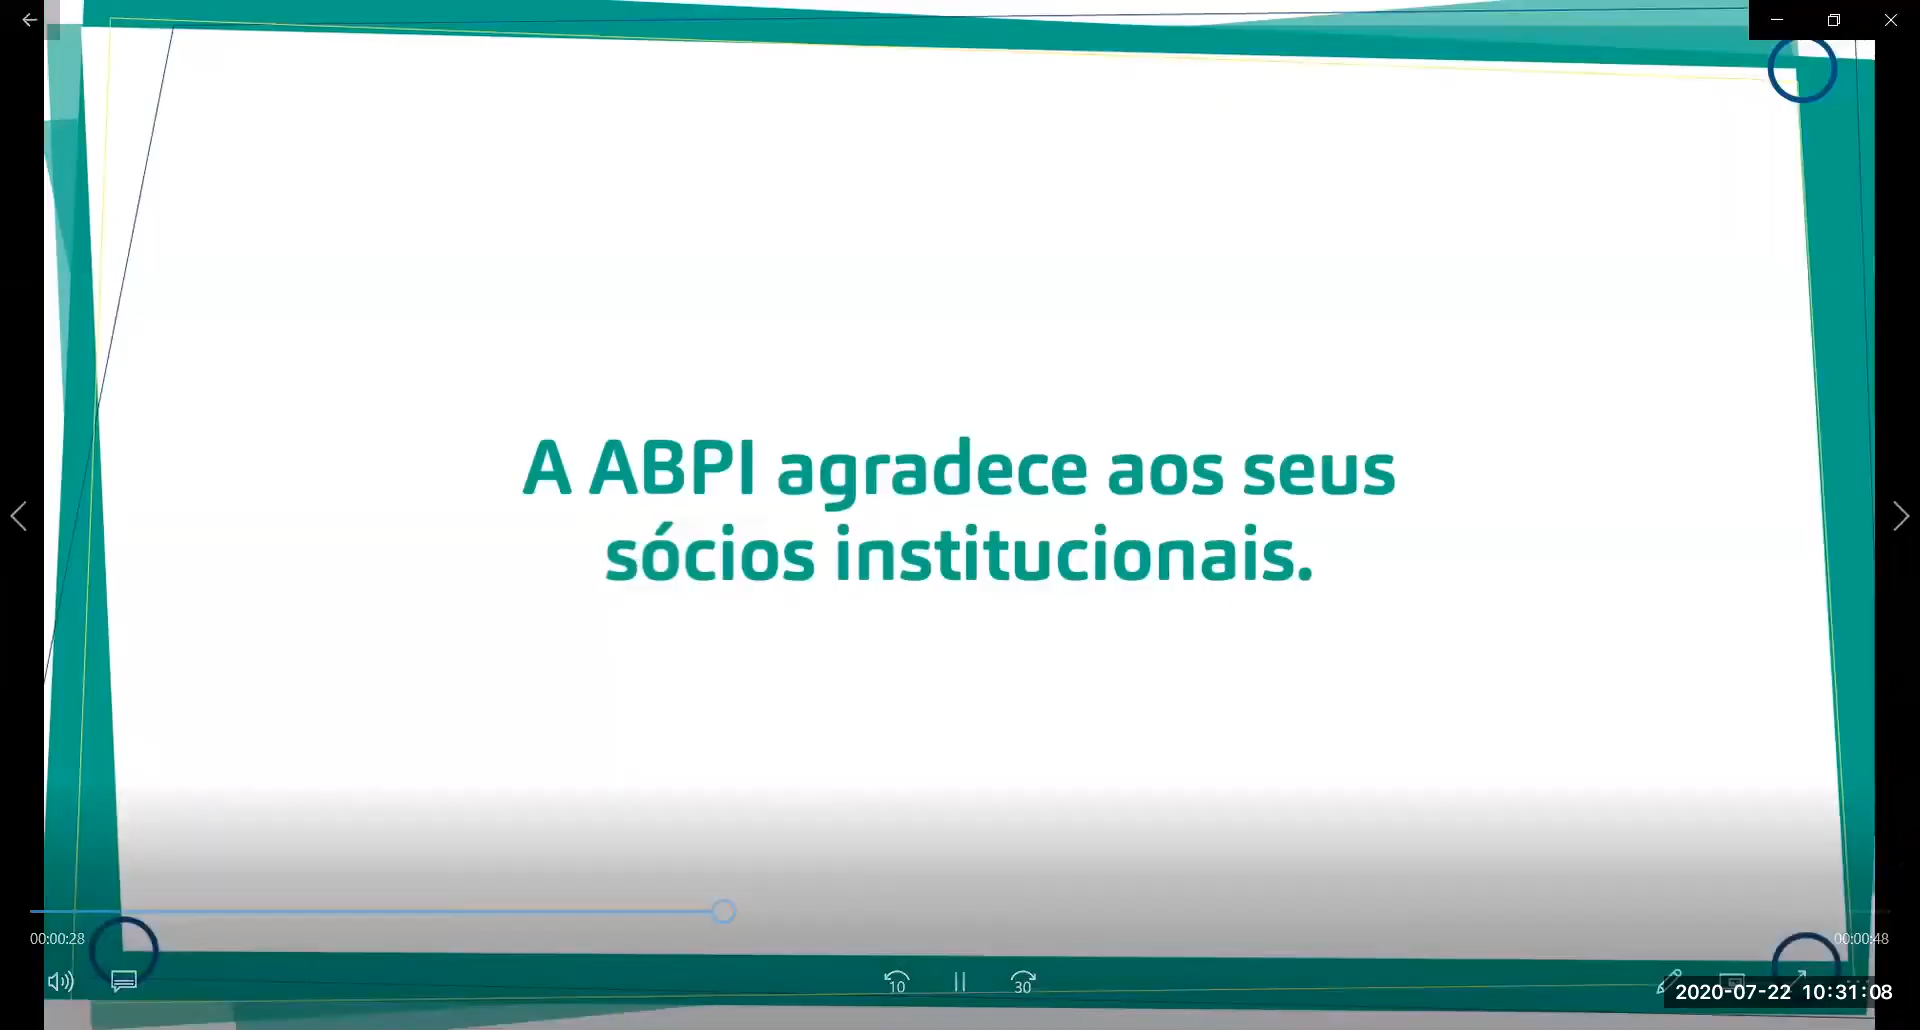 A ABPI agradece aos seus
sócios institucionais.
00:00:28
00:00:48
10
30
2020-07-22 10:31:08